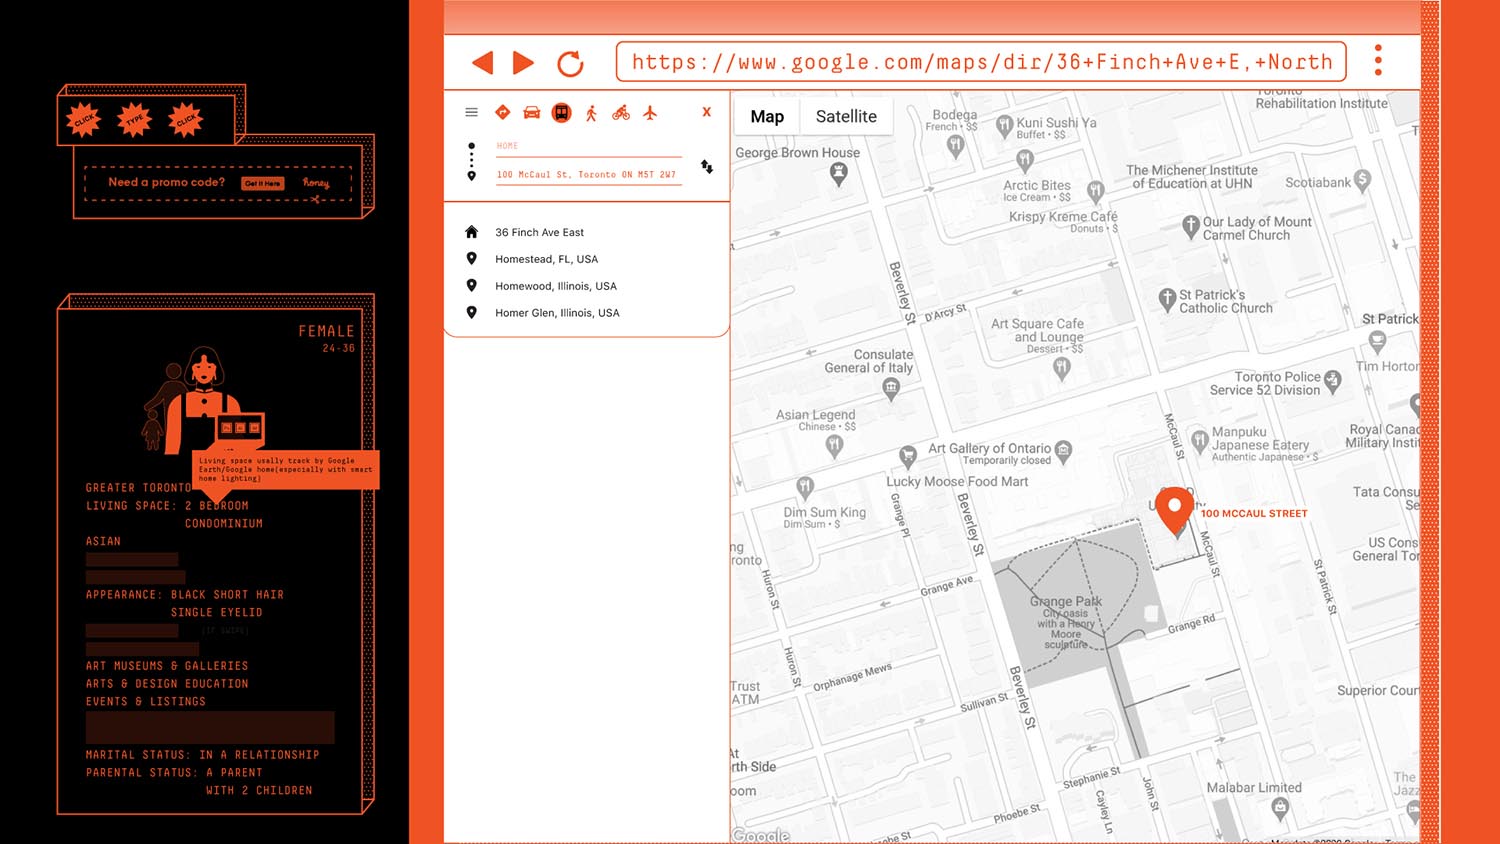 CLICK
TYPE
CLICK
Need a promo code?
Get It Here
honey
FEMALE
24-36
Living space usally track by Google
Earth/Google home(especially with smart
home lighting)
GREATER TORONTO
LIVING SPACE: 2 BEDROOM
CONDOMINIUM
ASIAN
APPEARANCE: BLACK SHORT HAIR
SINGLE EYELID
(IF SWIPE)
ART MUSEUMS & GALLERIES
ARTS & DESIGN EDUCATION
EVENTS & LISTINGS
MARITAL STATUS: IN A RELATIONSHIP
PARENTAL STATUS: A PARENT
WITH 2 CHILDREN
https://www.google.com/maps/dir/36+Finch+Ave+E,+North
X
HOME
100 McCaul St, Toronto ON M5T 2W7
36 Finch Ave East
Homestead, FL, USA
Homewood, Illinois, USA
Homer Glen, Illinois, USA
Map
Satellite
Toronto
Rehabilitation Institute
Bodega
French • $$
Kuni Sushi Ya
Buffet • $$
George Brown House
The Michener Institute
of Education at UHN
Scotiabank
Arctic Bites
Ice Cream • $$
Krispy Kreme Café
Donuts • $
Our Lady of Mount
Carmel Church
Beverley St
D'Arcy St
St Patrick's
Catholic Church
Art Square Cafe
and Lounge
Dessert • $$
St Patrick
Consulate
General of Italy
Tim Horton
Toronto Police
Service 52 Division
Asian Legend
Chinese • $$
McCaul St
Manpuku
Japanese Eatery
Authentic Japanese • $
Royal Canad
Military Insti
Art Gallery of Ontario
Temporarily closed
Lucky Moose Food Mart
Dim Sum King
Dim Sum • $
Grange Pl
Beverley St
Tata Consu
100 MCCAUL STREET
McCaul St
US Cons
General Tor
ng
ronto
Huron St
Grange Ave
St Patrick St
Grange Park
City oasis
with a Henry
Moore
sculpture
Grange Rd
Huron St
Orphanage Mews
Trust
ATM
Beverley St
Sullivan St
Superior Cour
At
rth Side
oom
Stephanie St
John St
Cayley Ln
Malabar Limited
The
Jazz
Phoebe St
oebe St
Google